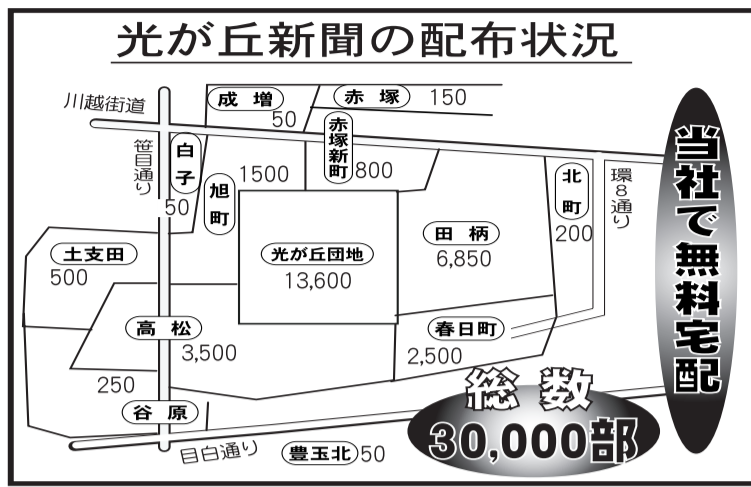 光が丘新聞の配布状況
川越街道
成増
50
赤塚
150
赤塚新町
800
笹目通り
白子
50
旭町
1500
北町
200
環8通り
土支田
500
光が丘団地
13,600
田柄
6,850
高松
3,500
春日町
2,500
250
谷原
目白通り
豊玉北50
総数
30,000部
当社で無料宅配